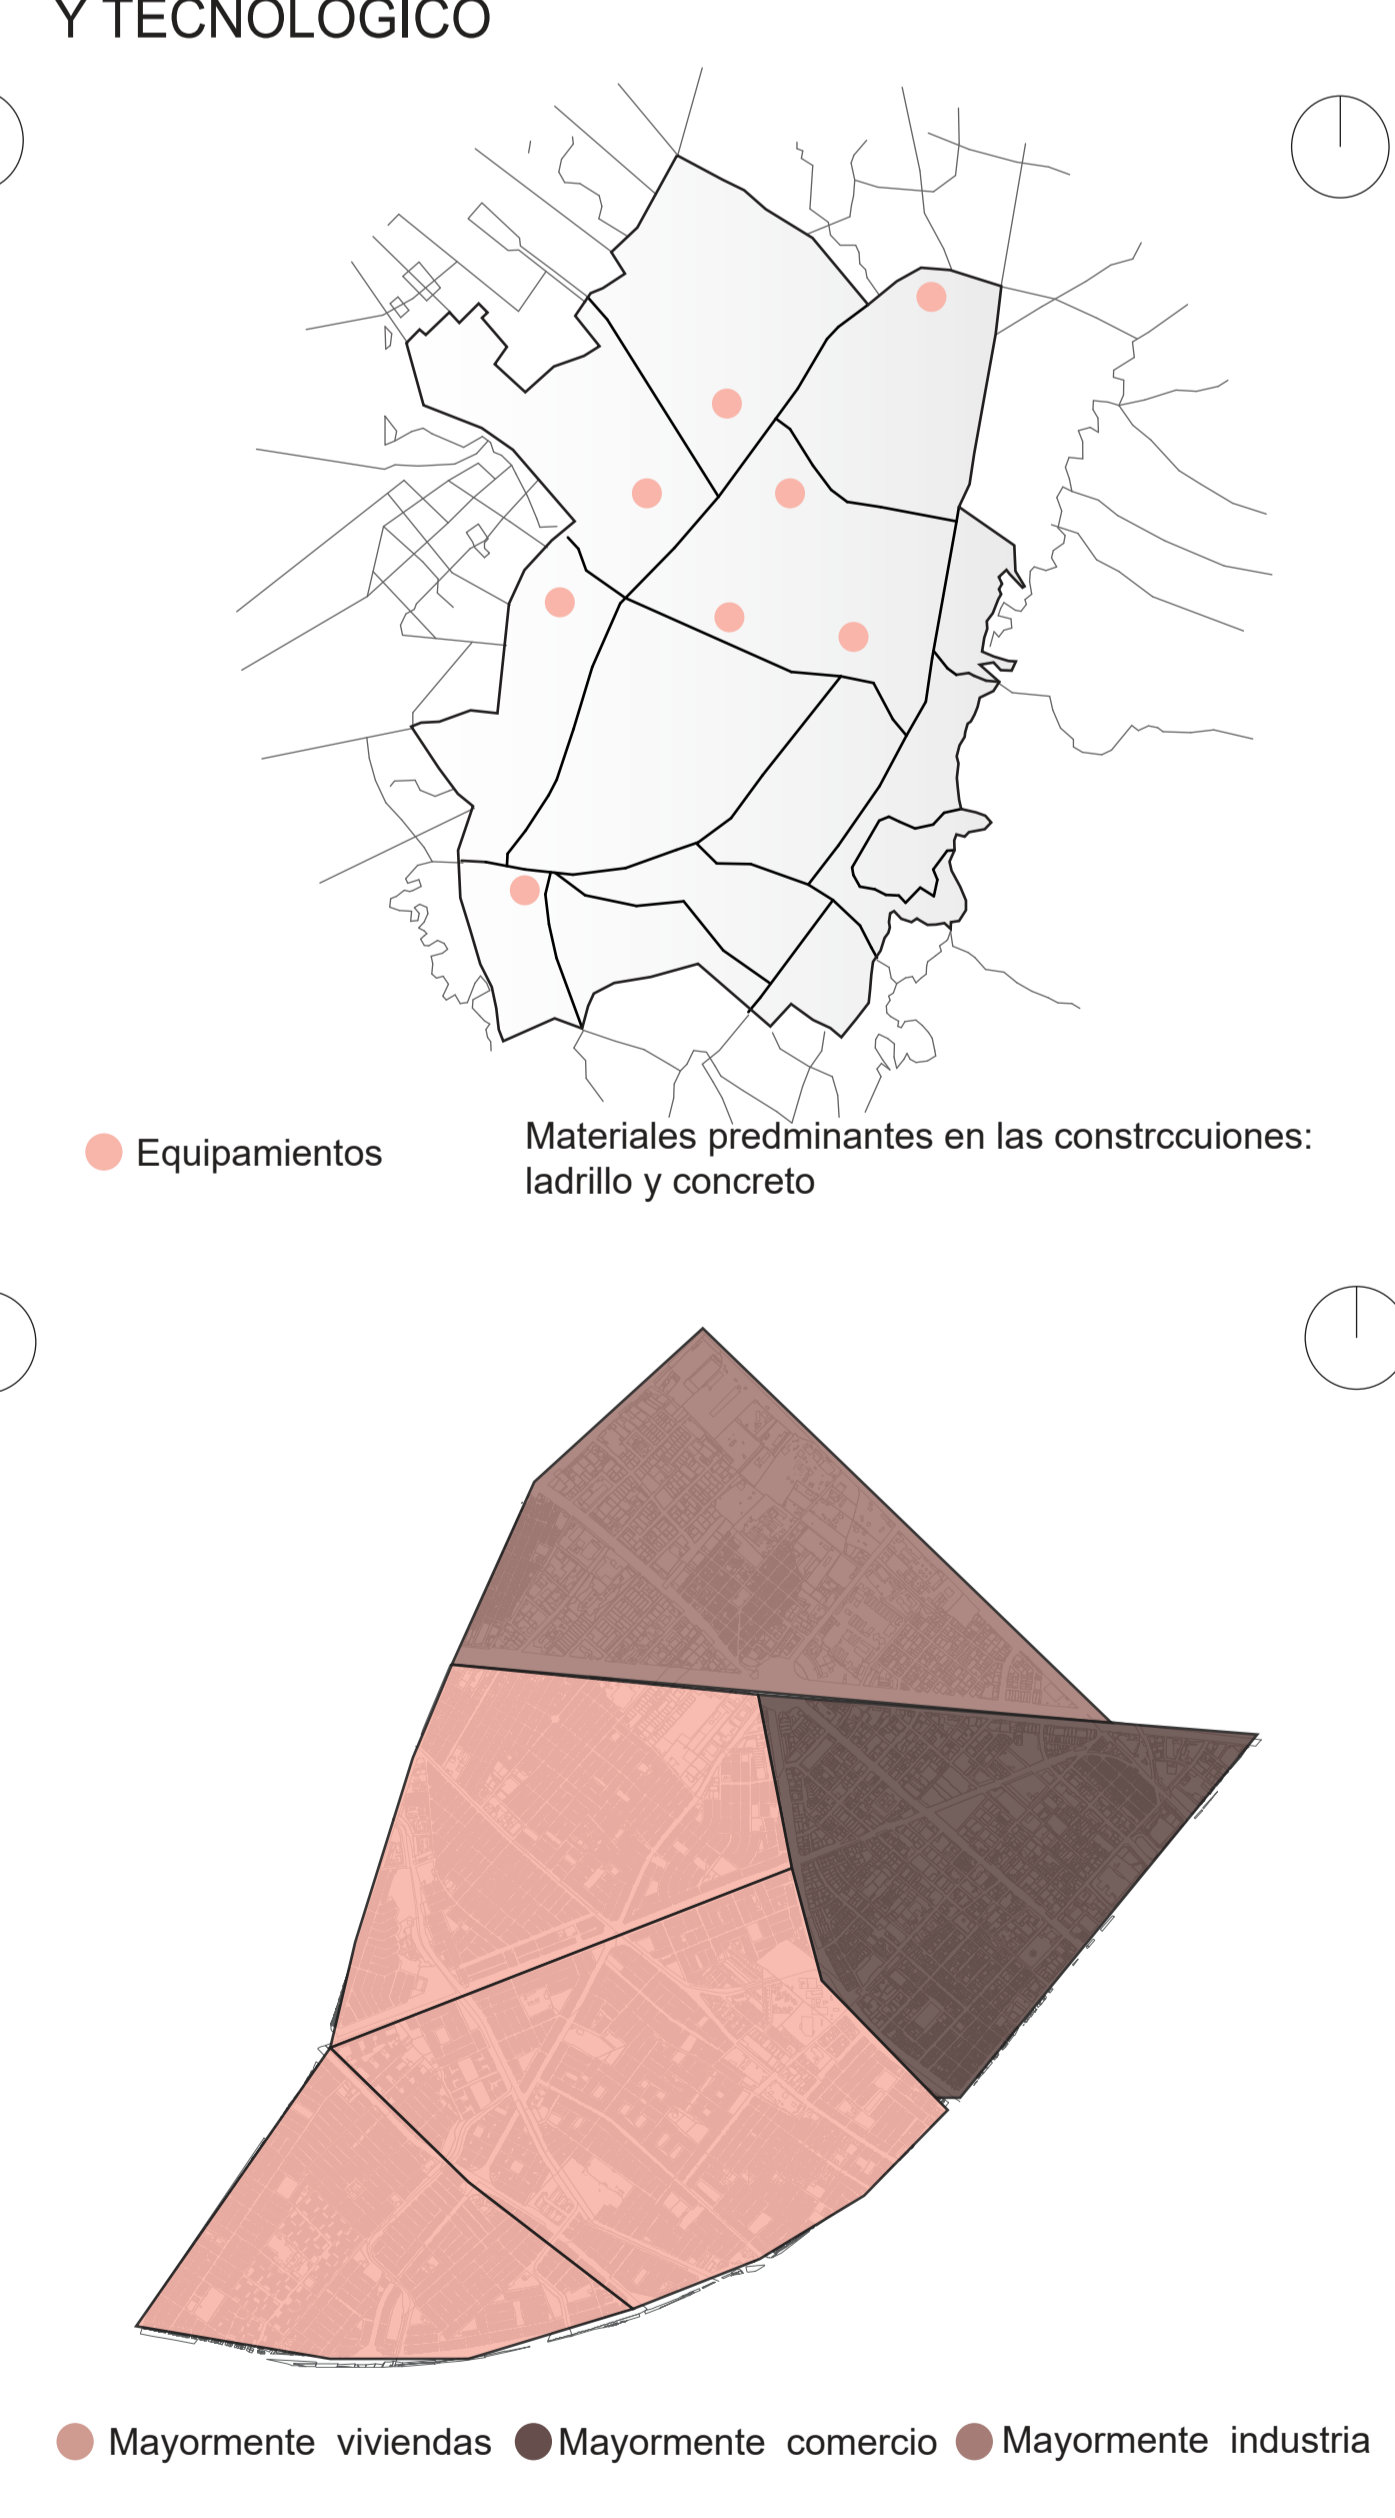 Y TECNOLOGICO
Equipamientos
Materiales predminantes en las constrccuiones:
ladrillo y concreto
Mayormente viviendas
Mayormente comercio
Mayormente industria